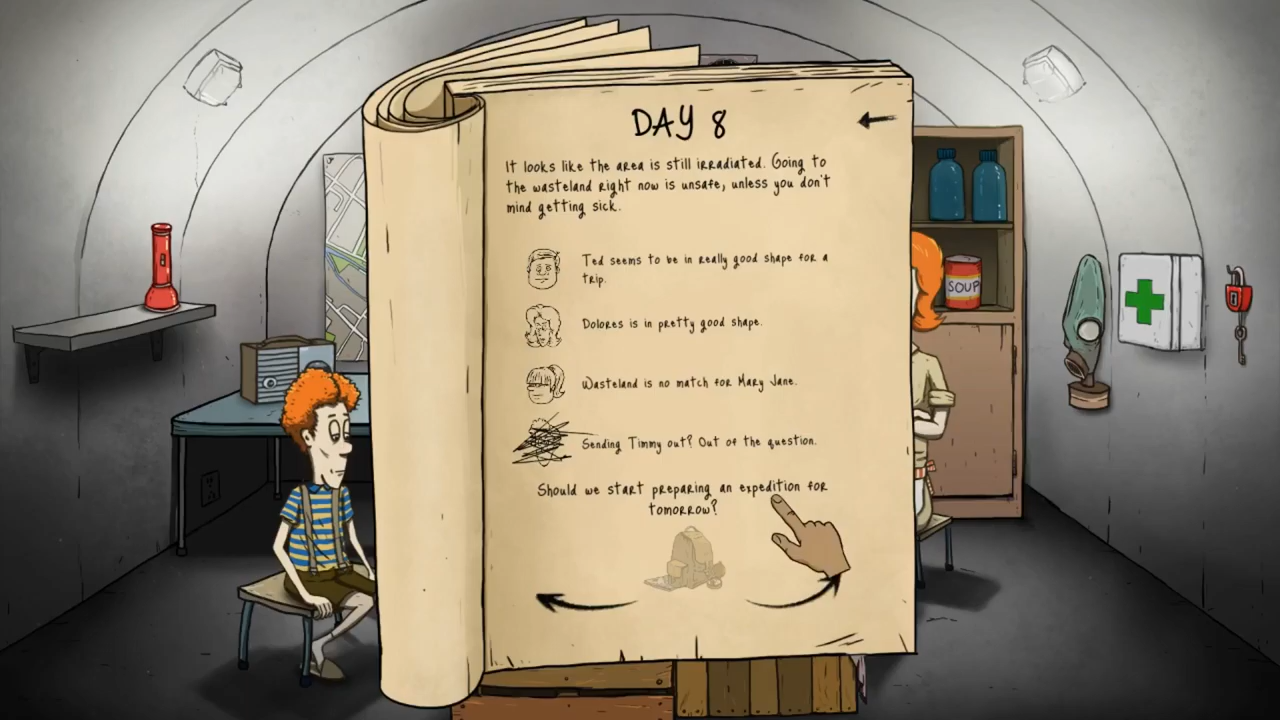 DAY 8
It looks like the area is still irradiated. Going to
the wasteland right now is unsafe, unless you don't
mind getting sick.
Ted seems to be in really good shape for a
trip.
Dolores is in pretty good shape.
Wasteland is no match for Mary Jane.
Sending Timmy out? Out of the question.
Should we start preparing an expedition for
tomorrow?
SOUP